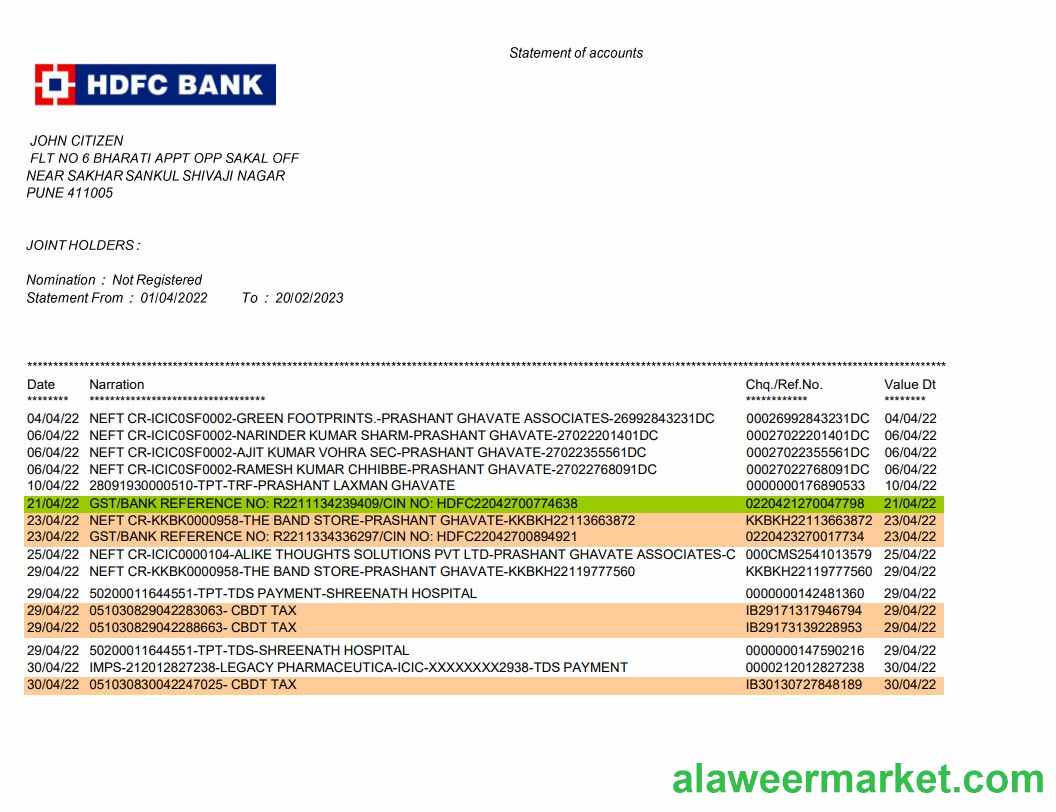 Statement of accounts
HDFC BANK
JOHN CITIZEN
FLT NO 6 BHARATI APPT OPP SAKAL OFF
NEAR SAKHAR SANKUL SHIVAJI NAGAR
PUNE 411005
JOINT HOLDERS :
Nomination : Not Registered
Statement From : 01/04/2022 To : 20/02/2023
Date Narration Chq./Ref.No. Value Dt
******** ********************************** ************ ********
04/04/22 NEFT CR-ICIC0SF0002-GREEN FOOTPRINTS.-PRASHANT GHAVATE ASSOCIATES-26992843231DC 00026992843231DC 04/04/22
06/04/22 NEFT CR-ICIC0SF0002-NARINDER KUMAR SHARM-PRASHANT GHAVATE-27022201401DC 00027022201401DC 06/04/22
06/04/22 NEFT CR-ICIC0SF0002-AJIT KUMAR VOHRA SEC-PRASHANT GHAVATE-27022355561DC 00027022355561DC 06/04/22
06/04/22 NEFT CR-ICIC0SF0002-RAMESH KUMAR CHHIBBE-PRASHANT GHAVATE-27022768091DC 00027022768091DC 06/04/22
10/04/22 28091930000510-TPT-TRF-PRASHANT LAXMAN GHAVATE 0000000176890533 10/04/22
21/04/22 GST/BANK REFERENCE NO: R2211134239409/CIN NO: HDFC22042700774638 0220421270047798 21/04/22
23/04/22 NEFT CR-KKBK0000958-THE BAND STORE-PRASHANT GHAVATE-KKBKH22113663872 KKBKH22113663872 23/04/22
23/04/22 GST/BANK REFERENCE NO: R2211334336297/CIN NO: HDFC22042700894921 0220423270017734 23/04/22
25/04/22 NEFT CR-ICIC0000104-ALIKE THOUGHTS SOLUTIONS PVT LTD-PRASHANT GHAVATE ASSOCIATES-C 000CMS2541013579 25/04/22
29/04/22 NEFT CR-KKBK0000958-THE BAND STORE-PRASHANT GHAVATE-KKBKH22119777560 KKBKH22119777560 29/04/22
29/04/22 50200011644551-TPT-TDS PAYMENT-SHREENATH HOSPITAL 0000000142481360 29/04/22
29/04/22 051030829042283063- CBDT TAX IB29171317946794 29/04/22
29/04/22 051030829042288663- CBDT TAX IB29173139228953 29/04/22
29/04/22 50200011644551-TPT-TDS-SHREENATH HOSPITAL 0000000147590216 29/04/22
30/04/22 IMPS-212012827238-LEGACY PHARMACEUTICA-ICIC-XXXXXXXX2938-TDS PAYMENT 0000212012827238 30/04/22
30/04/22 051030830042247025- CBDT TAX IB30130727848189 30/04/22
alaweermarket.com